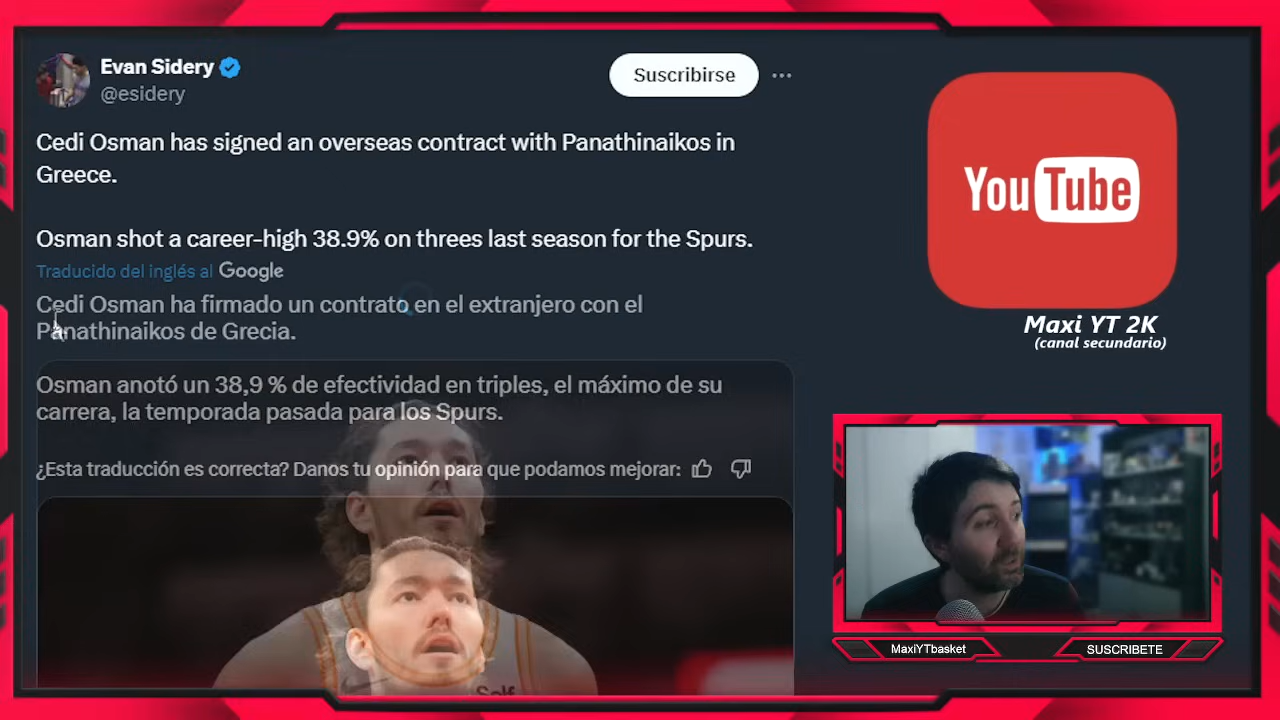 Evan Sidery
@esidery
Suscribirse
Cedi Osman has signed an overseas contract with Panathinaikos in
Greece.
Osman shot a career-high 38.9% on threes last season for the Spurs.
Traducido del inglés al Google
Cedi Osman ha firmado un contrato en el extranjero con el
Panathinaikos de Grecia.
Osman anotó un 38,9 % de efectividad en triples, el máximo de su
carrera, la temporada pasada para los Spurs.
¿Esta traducción es correcta? Danos tu opinión para que podamos mejorar:
Self
YouTube
Maxi YT 2K
(canal secundario)
MaxiYTbasket
SUSCRIBETE